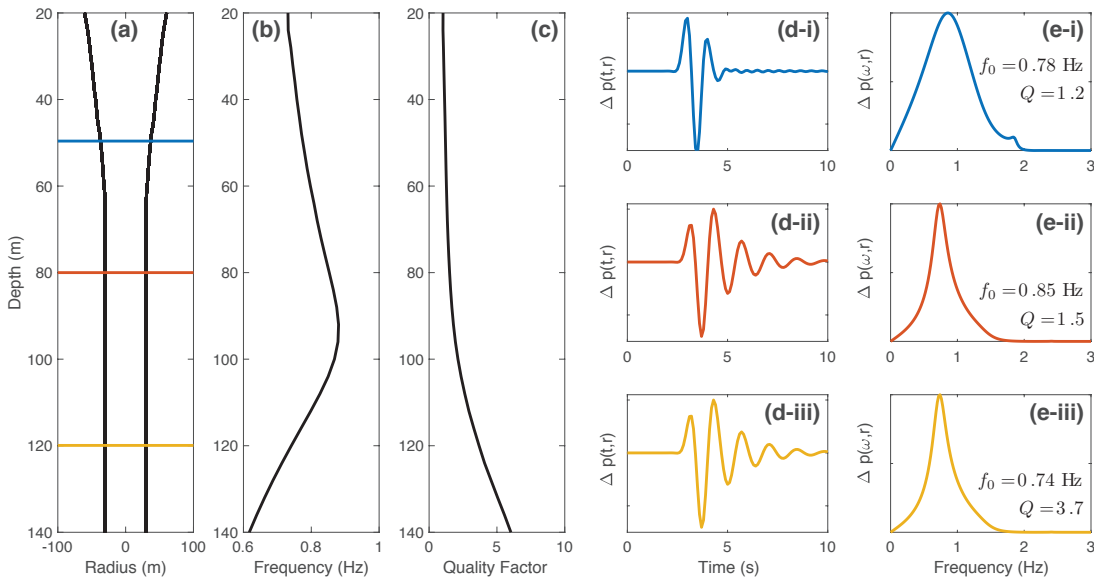 (a)
(b)
(c)
(d-i)
(e-i)
20
40
60
80
100
120
140
Depth (m)
-100
0
100
Radius (m)
20
40
60
80
100
120
140
0.6
0.8
1
Frequency (Hz)
20
40
60
80
100
120
140
0
5
10
Quality Factor
Δ p(t,r)
0
5
10
Δ p(ω,r)
f₀ = 0.78 Hz
Q = 1.2
0
1
2
3
(d-ii)
Δ p(t,r)
0
5
10
(e-ii)
Δ p(ω,r)
f₀ = 0.85 Hz
Q = 1.5
0
1
2
3
(d-iii)
Δ p(t,r)
0
5
10
Time (s)
(e-iii)
Δ p(ω,r)
f₀ = 0.74 Hz
Q = 3.7
0
1
2
3
Frequency (Hz)